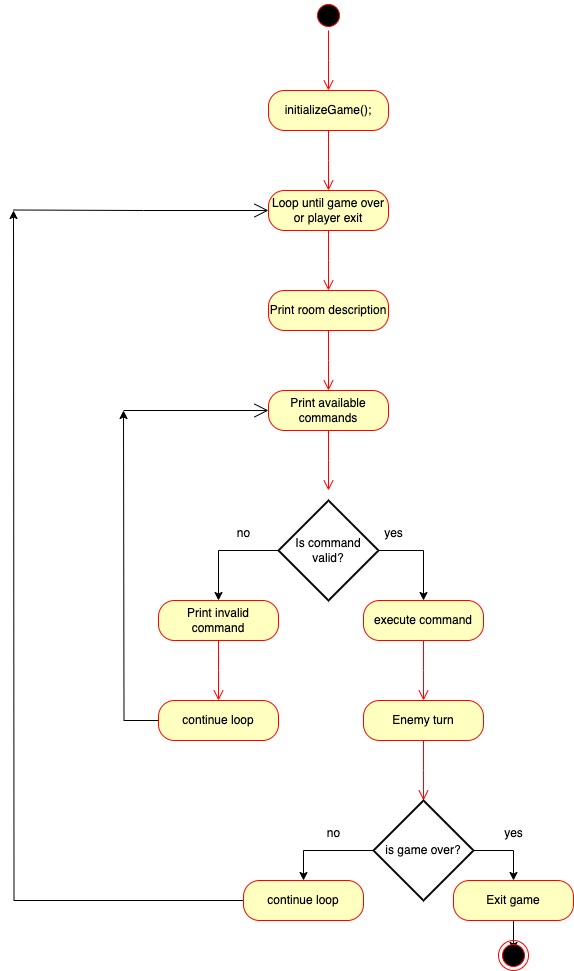 initializeGame();
Loop until game over
or player exit
Print room description
Print available
commands
Is command
valid?
no
yes
Print invalid
command
execute command
continue loop
Enemy turn
is game over?
no
yes
continue loop
Exit game